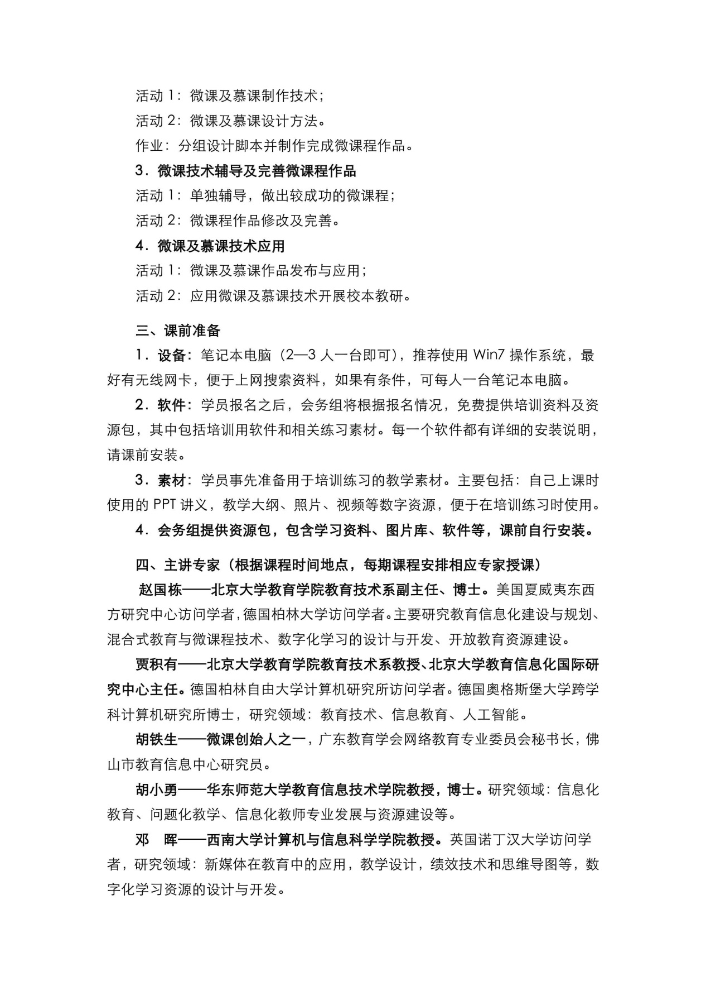 活动 1：微课及慕课制作技术；
活动 2：微课及慕课设计方法。
作业：分组设计脚本并制作完成微课程作品。
3．微课技术辅导及完善微课程作品
活动 1：单独辅导，做出较成功的微课程；
活动 2：微课程作品修改及完善。
4．微课及慕课技术应用
活动 1：微课及慕课作品发布与应用；
活动 2：应用微课及慕课技术开展校本教研。
三、课前准备
1．设备：笔记本电脑（2—3 人一台即可），推荐使用 Win7 操作系统，最
好有无线网卡，便于上网搜索资料，如果有条件，可每人一台笔记本电脑。
2．软件：学员报名之后，会务组将根据报名情况，免费提供培训资料及资
源包，其中包括培训用软件和相关练习素材。每一个软件都有详细的安装说明，
请课前安装。
3．素材：学员事先准备用于培训练习的教学素材。主要包括：自己上课时
使用的 PPT 讲义，教学大纲、照片、视频等数字资源，便于在培训练习时使用。
4．会务组提供资源包，包含学习资料、图片库、软件等，课前自行安装。
四、主讲专家（根据课程时间地点，每期课程安排相应专家授课）
赵国栋——北京大学教育学院教育技术系副主任、博士。美国夏威夷东西
方研究中心访问学者，德国柏林大学访问学者。主要研究教育信息化建设与规划、
混合式教育与微课程技术、数字化学习的设计与开发、开放教育资源建设。
贾积有——北京大学教育学院教育技术系教授、北京大学教育信息化国际研
究中心主任。德国柏林自由大学计算机研究所访问学者。德国奥格斯堡大学跨学
科计算机研究所博士，研究领域：教育技术、信息教育、人工智能。
胡铁生——微课创始人之一，广东教育学会网络教育专业委员会秘书长，佛
山市教育信息中心研究员。
胡小勇——华东师范大学教育信息技术学院教授，博士。研究领域：信息化
教育、问题化教学、信息化教师专业发展与资源建设等。
邓　晖——西南大学计算机与信息科学学院教授。英国诺丁汉大学访问学
者，研究领域：新媒体在教育中的应用，教学设计，绩效技术和思维导图等，数
字化学习资源的设计与开发。